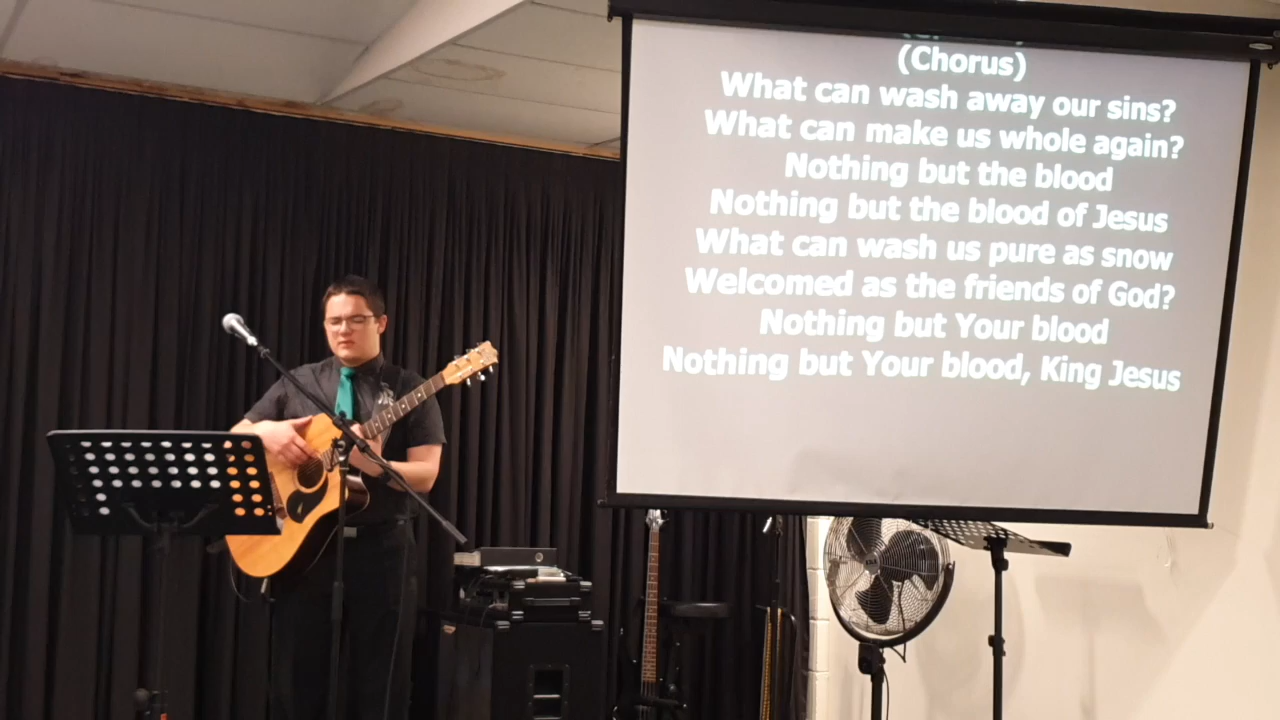 (Chorus)
What can wash away our sins?
What can make us whole again?
Nothing but the blood
Nothing but the blood of Jesus
What can wash us pure as snow
Welcomed as the friends of God?
Nothing but Your blood
Nothing but Your blood, King Jesus